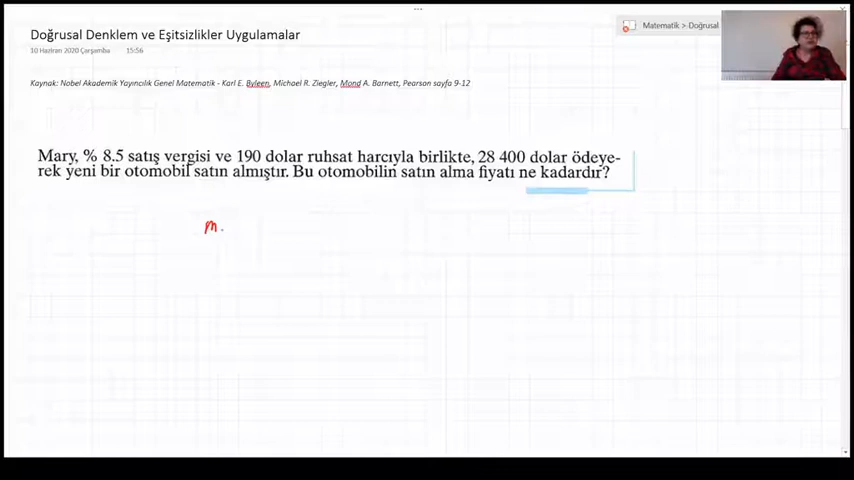 Doğrusal Denklem ve Eşitsizlikler Uygulamalar
Matematik > Doğrusal
10 Haziran 2020 Çarşamba 15:56
Kaynak: Nobel Akademik Yayıncılık Genel Matematik - Karl E. Byleen, Michael R. Ziegler, Mond A. Barnett, Pearson sayfa 9-12
Mary, % 8.5 satış vergisi ve 190 dolar ruhsat harcıyla birlikte, 28 400 dolar ödeye-
rek yeni bir otomobil satın almıştır. Bu otomobilin satın alma fiyatı ne kadardır?
m